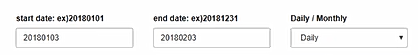 start date: ex)20180101 end date: ex)20181231 Daily / Monthly
20180103 20180203 Daily